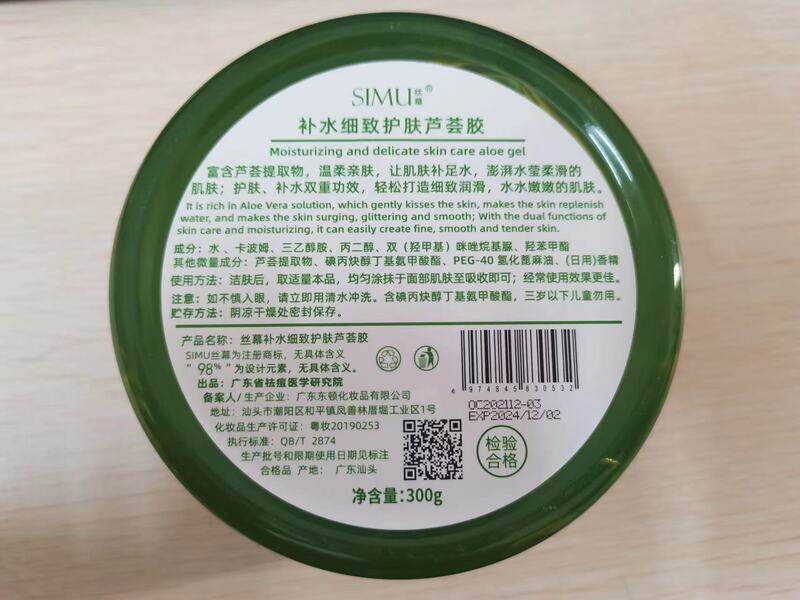 SIMU丝幕®
补水细致护肤芦荟胶
Moisturizing and delicate skin care aloe gel
富含芦荟提取物，温柔亲肤，让肌肤补足水，澎湃水莹柔滑的
肌肤；护肤、补水双重功效，轻松打造细致润滑，水水嫩嫩的肌肤。
It is rich in Aloe Vera solution, which gently kisses the skin, makes the skin replenish
water, and makes the skin surging, glittering and smooth; With the dual functions of
skin care and moisturizing, it can easily create fine, smooth and tender skin.
成分：水、卡波姆、三乙醇胺、丙二醇、双（羟甲基）咪唑烷基脲、羟苯甲酯
其他微量成分：芦荟提取物、碘丙炔醇丁基氨甲酸酯、PEG-40 氢化蓖麻油、(日用)香精
使用方法：洁肤后，取适量本品，均匀涂抹于面部肌肤至吸收即可；经常使用效果更佳。
注意：如不慎入眼，请立即用清水冲洗。含碘丙炔醇丁基氨甲酸酯，三岁以下儿童勿用。
贮存方法：阴凉干燥处密封保存。
产品名称：丝幕补水细致护肤芦荟胶
SIMU丝幕为注册商标，无具体含义
“98%”为设计元素，无具体含义。
出品：广东省祛痘医学研究院
备案人/生产企业：广东东顿化妆品有限公司
地址：汕头市潮阳区和平镇凤善林厝堀工业区1号
化妆品生产许可证：粤妆20190253
执行标准：QB/T 2874
生产批号和限期使用日期见标注
合格品 产地： 广东汕头
6974845830532
OC202112-03
EXP2024/12/02
检验
合格
净含量:300g